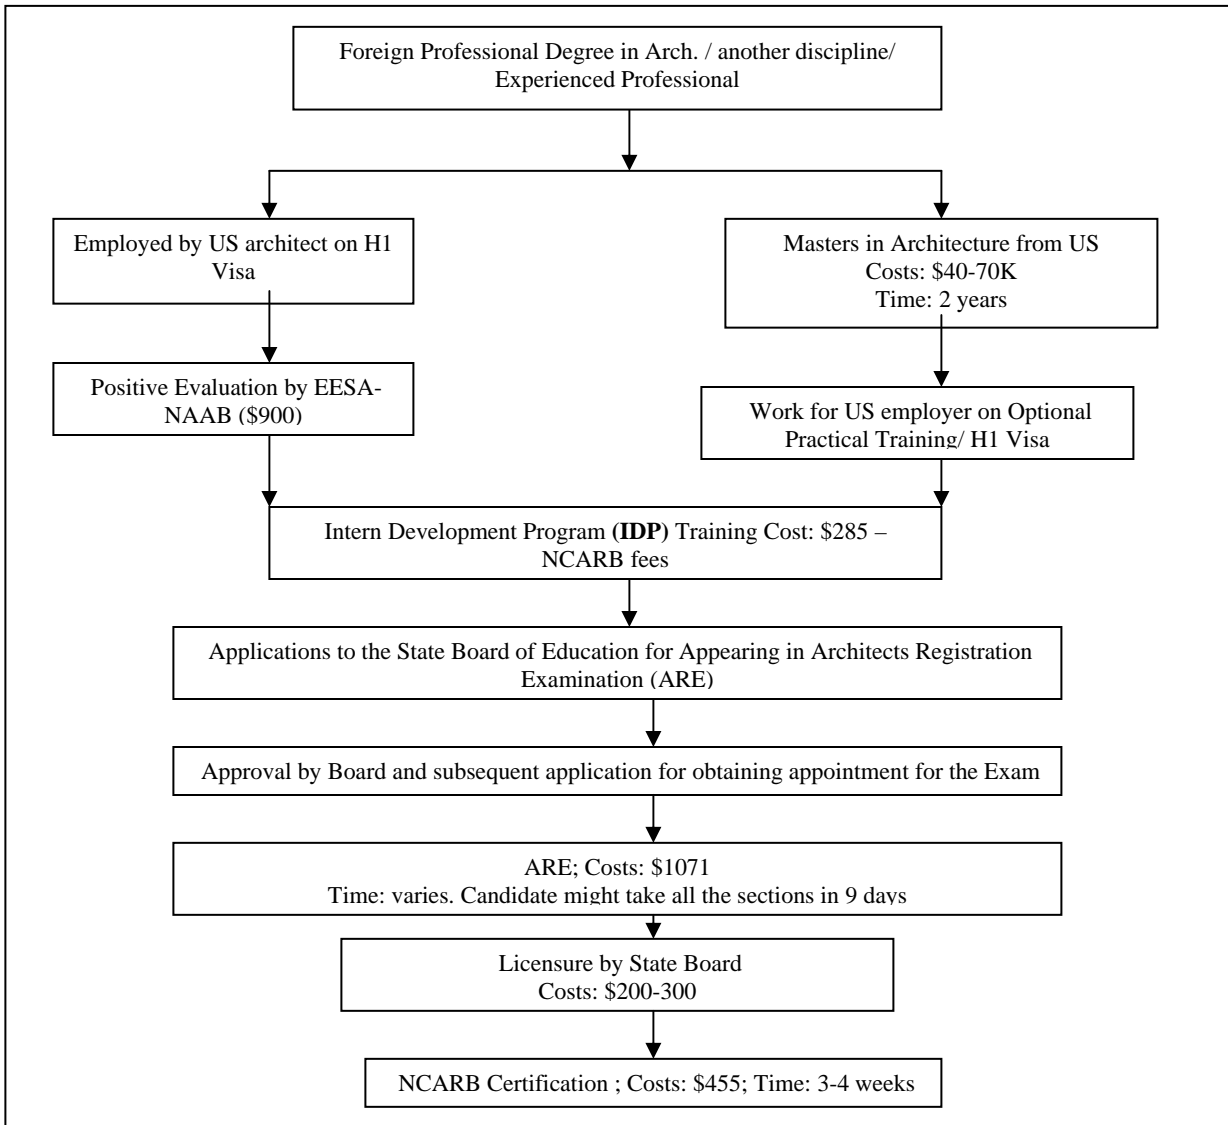 Foreign Professional Degree in Arch. / another discipline/
Experienced Professional
Employed by US architect on H1
Visa
Masters in Architecture from US
Costs: $40-70K
Time: 2 years
Positive Evaluation by EESA-
NAAB ($900)
Work for US employer on Optional
Practical Training/ H1 Visa
Intern Development Program (IDP) Training Cost: $285 –
NCARB fees
Applications to the State Board of Education for Appearing in Architects Registration
Examination (ARE)
Approval by Board and subsequent application for obtaining appointment for the Exam
ARE; Costs: $1071
Time: varies. Candidate might take all the sections in 9 days
Licensure by State Board
Costs: $200-300
NCARB Certification ; Costs: $455; Time: 3-4 weeks